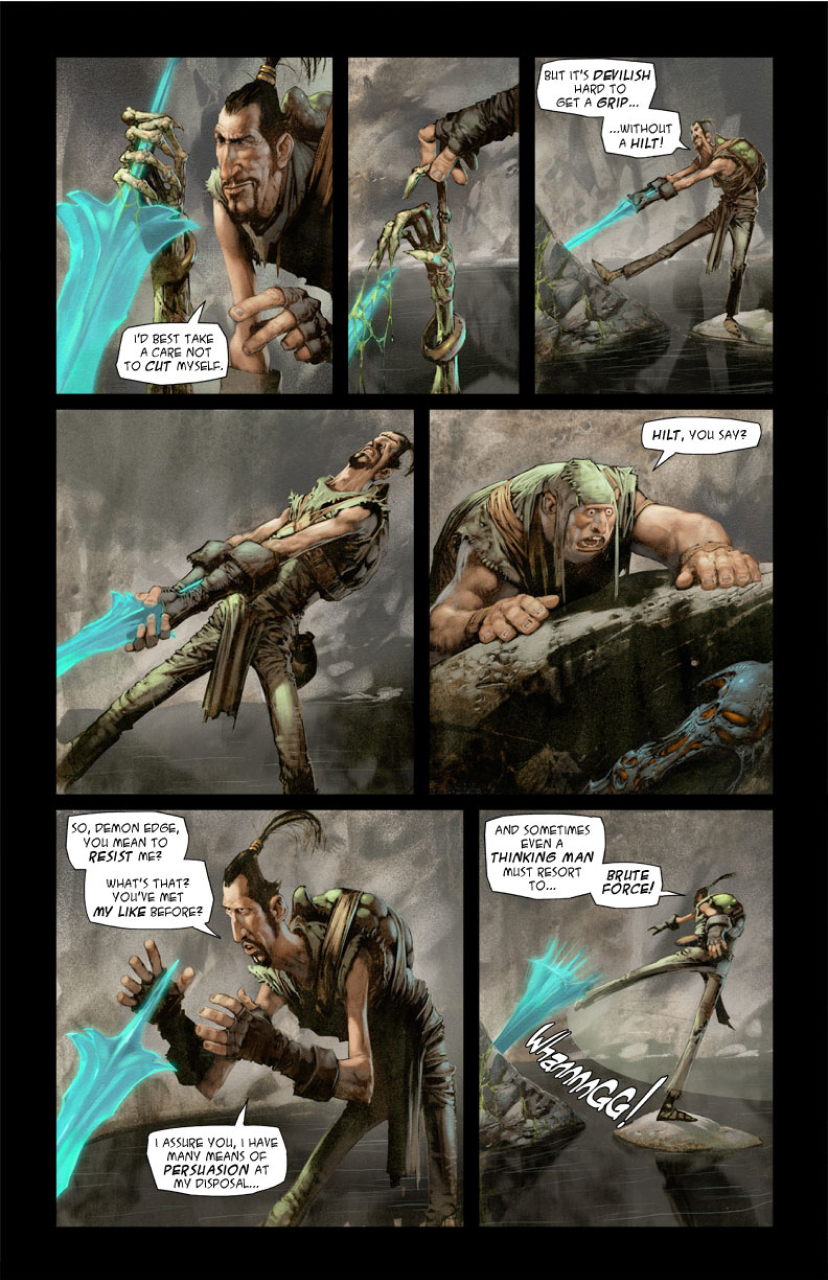 I'D BEST TAKE
A CARE NOT
TO CUT MYSELF.
BUT IT'S DEVILISH
HARD TO
GET A GRIP...
...WITHOUT
A HILT!
HILT, YOU SAY?
SO, DEMON EDGE,
YOU MEAN TO
RESIST ME?
WHAT'S THAT?
YOU'VE MET
MY LIKE BEFORE?
I ASSURE YOU, I HAVE
MANY MEANS OF
PERSUASION AT
MY DISPOSAL...
AND SOMETIMES
EVEN A
THINKING MAN
MUST RESORT
TO...
BRUTE
FORCE!
WhannnnGG!